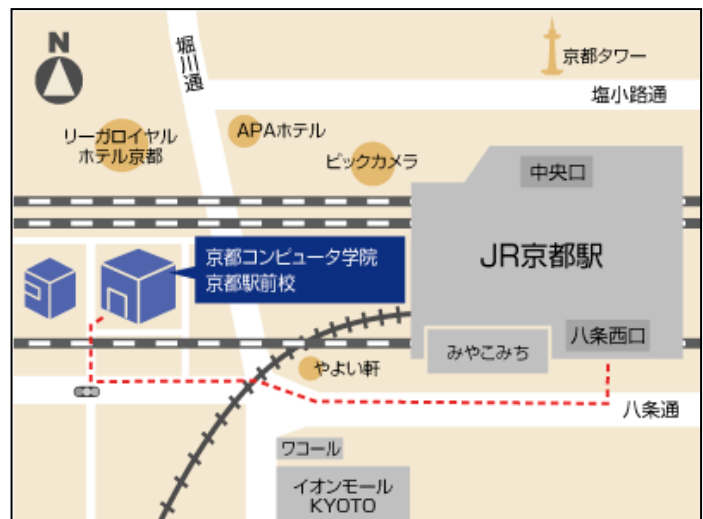 N
堀川通
京都タワー
塩小路通
リーガロイヤル
ホテル京都
APAホテル
ビックカメラ
中央口
JR京都駅
京都コンピュータ学院
京都駅前校
八条西口
みやこみち
やよい軒
八条通
ワコール
イオンモール
KYOTO